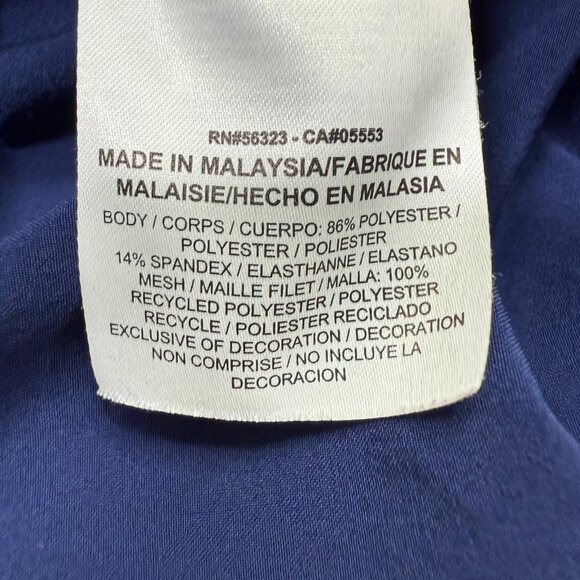 RN#56323 - CA#05553
MADE IN MALAYSIA/FABRIQUE EN
MALAISIE/HECHO EN MALASIA
BODY / CORPS / CUERPO: 86% POLYESTER /
POLYESTER / POLIESTER
14% SPANDEX / ELASTHANNE / ELASTANO
MESH / MAILLE FILET / MALLA: 100%
RECYCLED POLYESTER / POLYESTER
RECYCLE / POLIESTER RECICLADO
EXCLUSIVE OF DECORATION / DECORATION
NON COMPRISE / NO INCLUYE LA
DECORACION